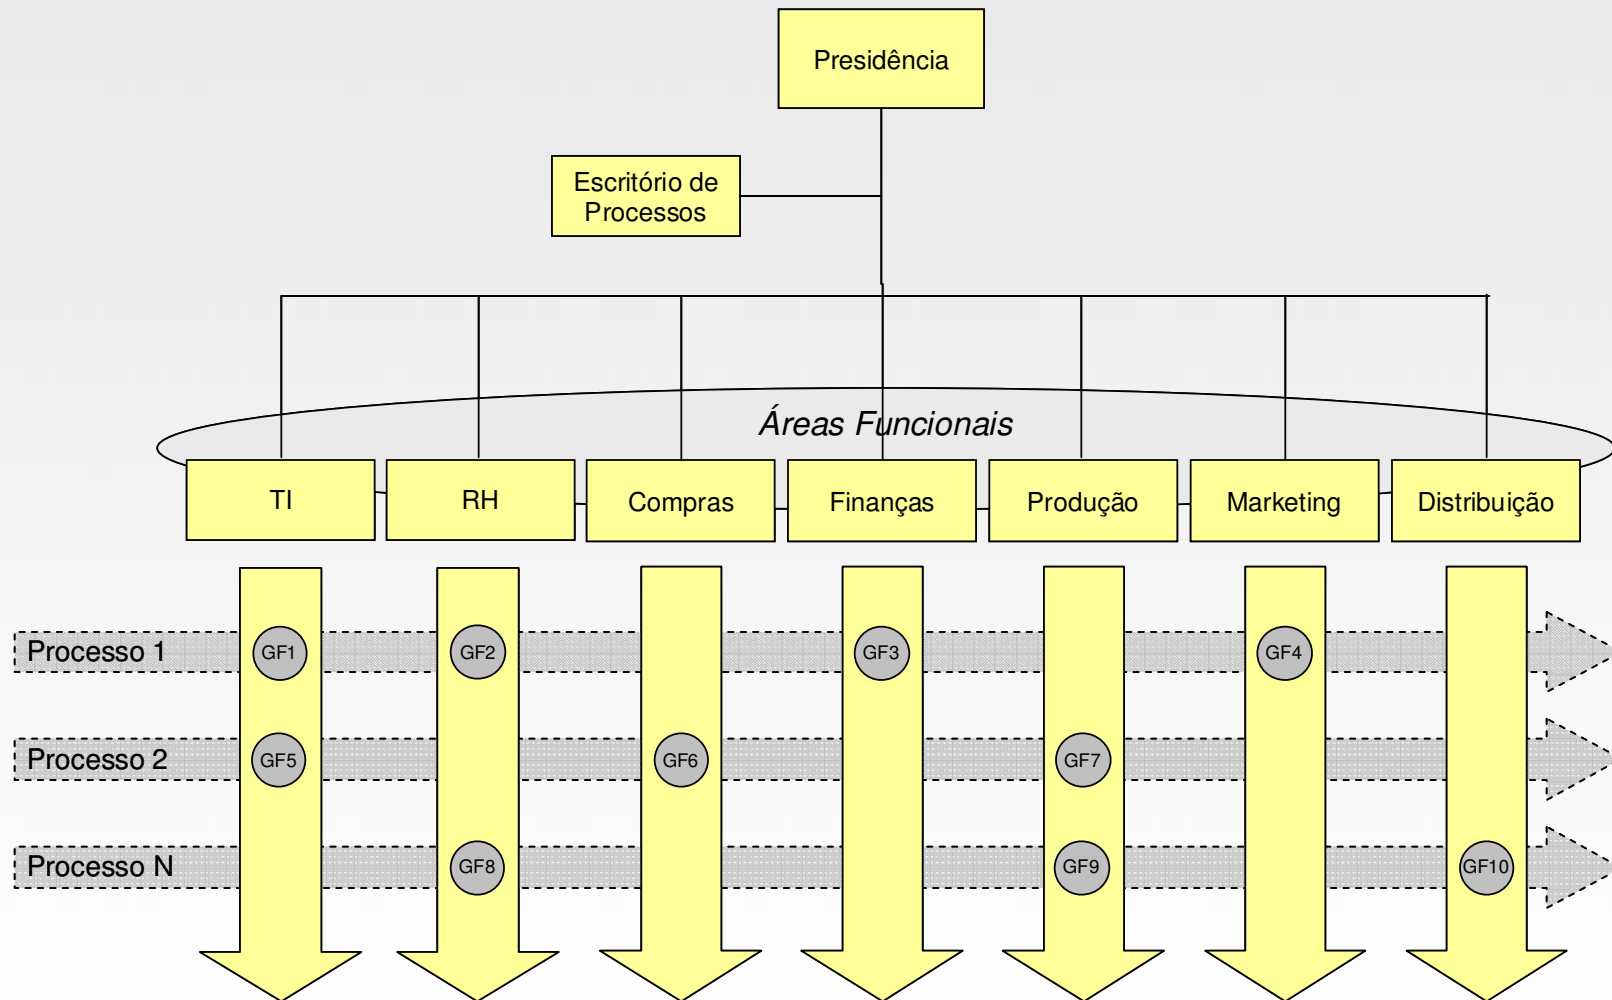 Presidência
Escritório de
Processos
Áreas Funcionais
TI
RH
Compras
Finanças
Produção
Marketing
Distribuição
Processo 1
GF1
GF2
GF3
GF4
Processo 2
GF5
GF6
GF7
Processo N
GF8
GF9
GF10